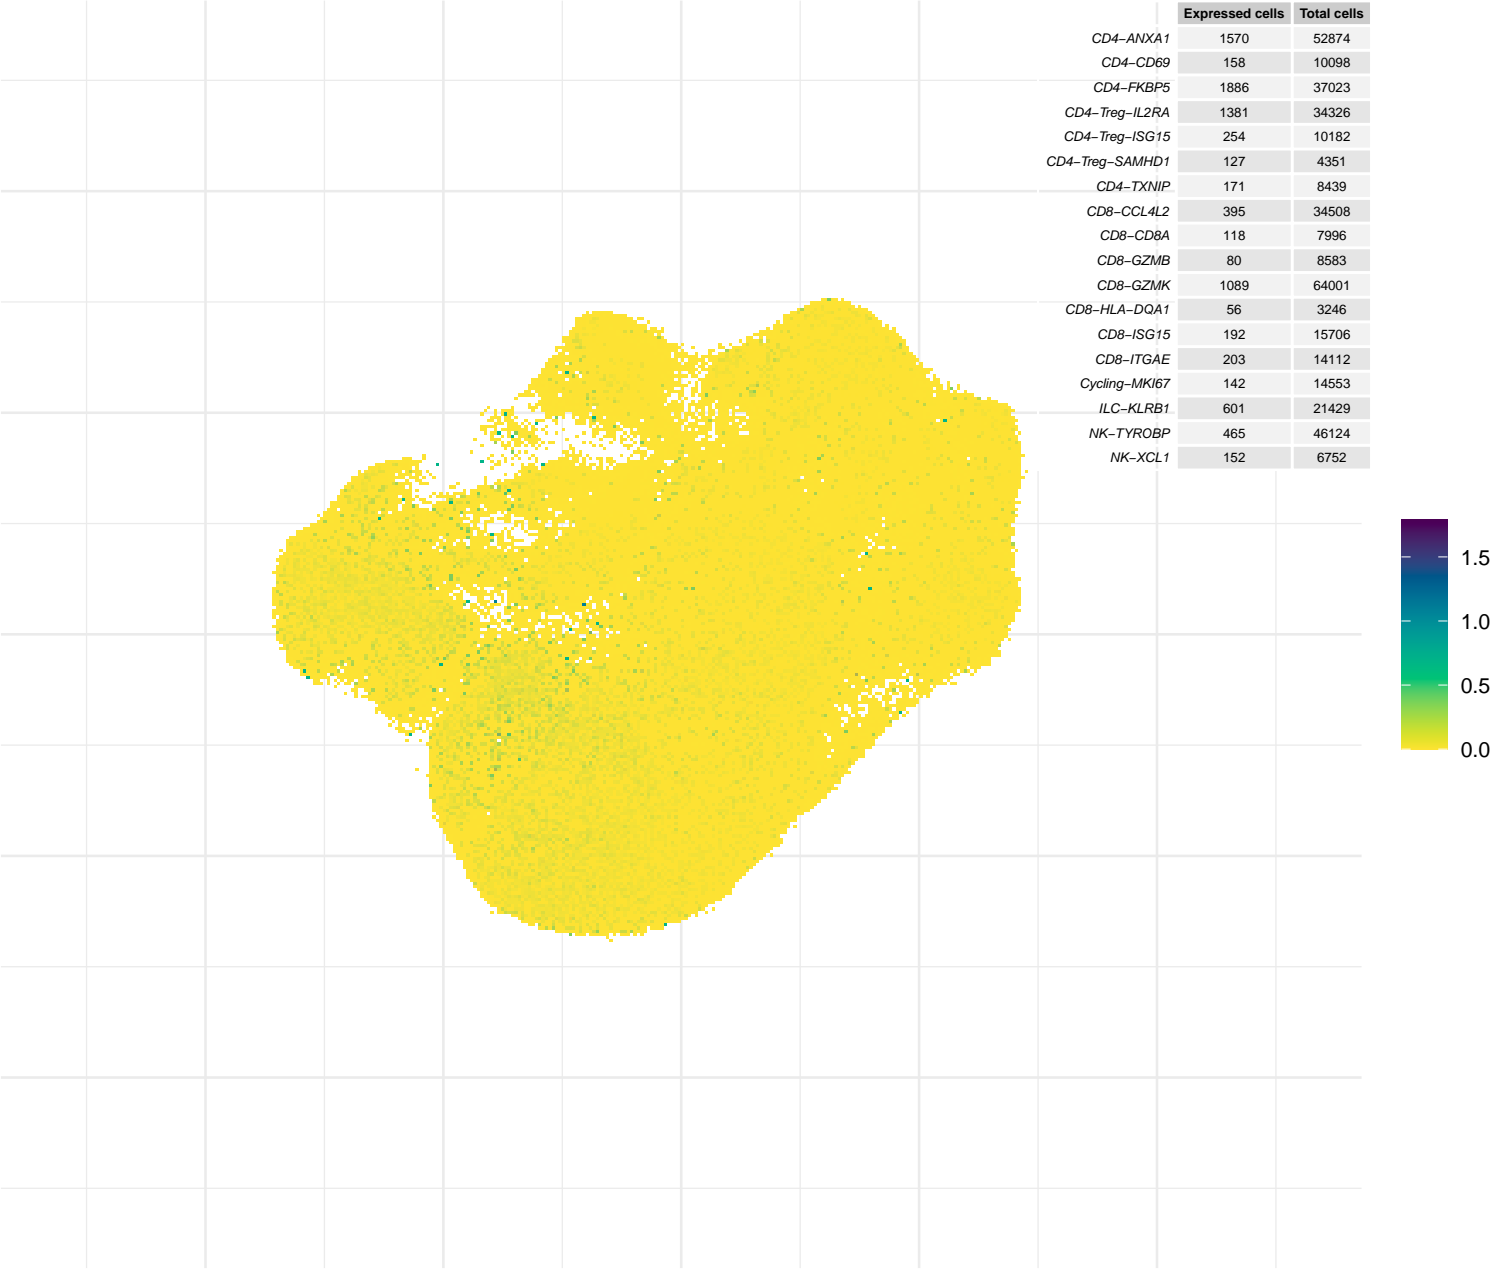 Expressed cells Total cells
CD4−ANXA1 1570 52874
CD4−CD69 158 10098
CD4−FKBP5 1886 37023
CD4−Treg−IL2RA 1381 34326
CD4−Treg−ISG15 254 10182
CD4−Treg−SAMHD1 127 4351
CD4−TXNIP 171 8439
CD8−CCL4L2 395 34508
CD8−CD8A 118 7996
CD8−GZMB 80 8583
CD8−GZMK 1089 64001
CD8−HLA−DQA1 56 3246
CD8−ISG15 192 15706
CD8−ITGAE 203 14112
Cycling−MKI67 142 14553
ILC−KLRB1 601 21429
NK−TYROBP 465 46124
NK−XCL1 152 6752
1.5
1.0
0.5
0.0